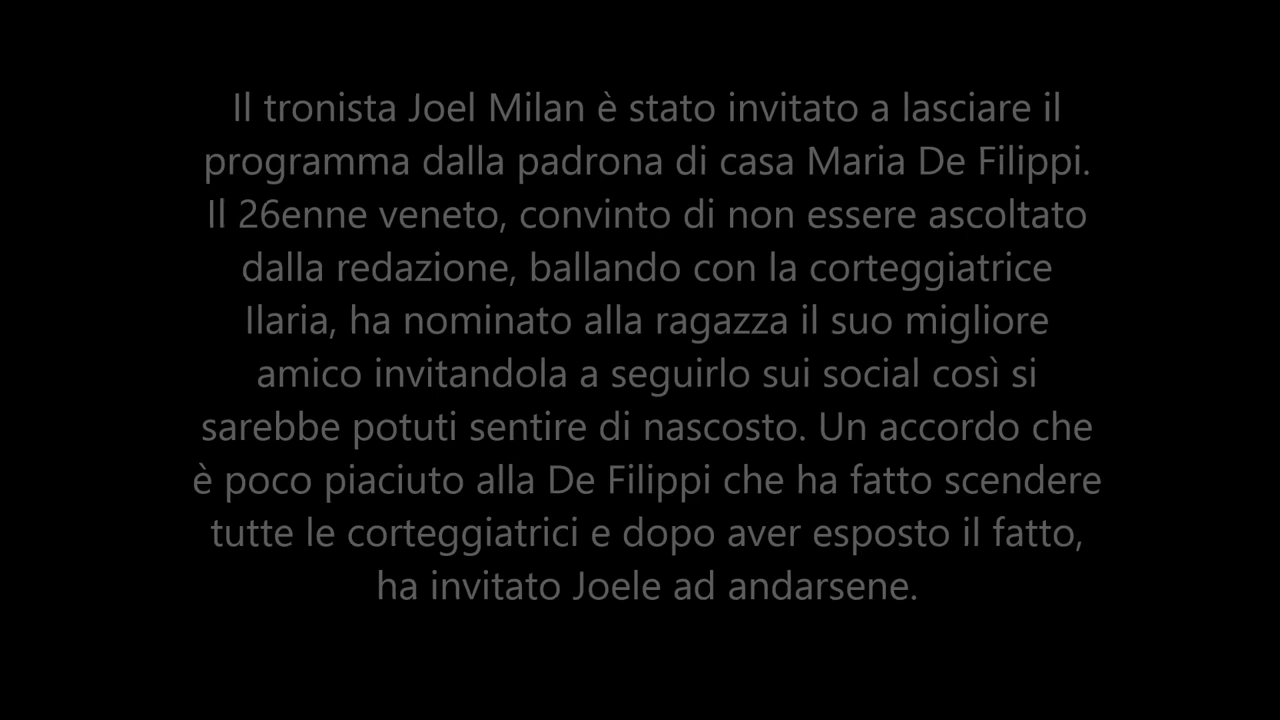 Il tronista Joel Milan è stato invitato a lasciare il
programma dalla padrona di casa Maria De Filippi.
Il 26enne veneto, convinto di non essere ascoltato
dalla redazione, ballando con la corteggiatrice
Ilaria, ha nominato alla ragazza il suo migliore
amico invitandola a seguirlo sui social così si
sarebbe potuti sentire di nascosto. Un accordo che
è poco piaciuto alla De Filippi che ha fatto scendere
tutte le corteggiatrici e dopo aver esposto il fatto,
ha invitato Joele ad andarsene.